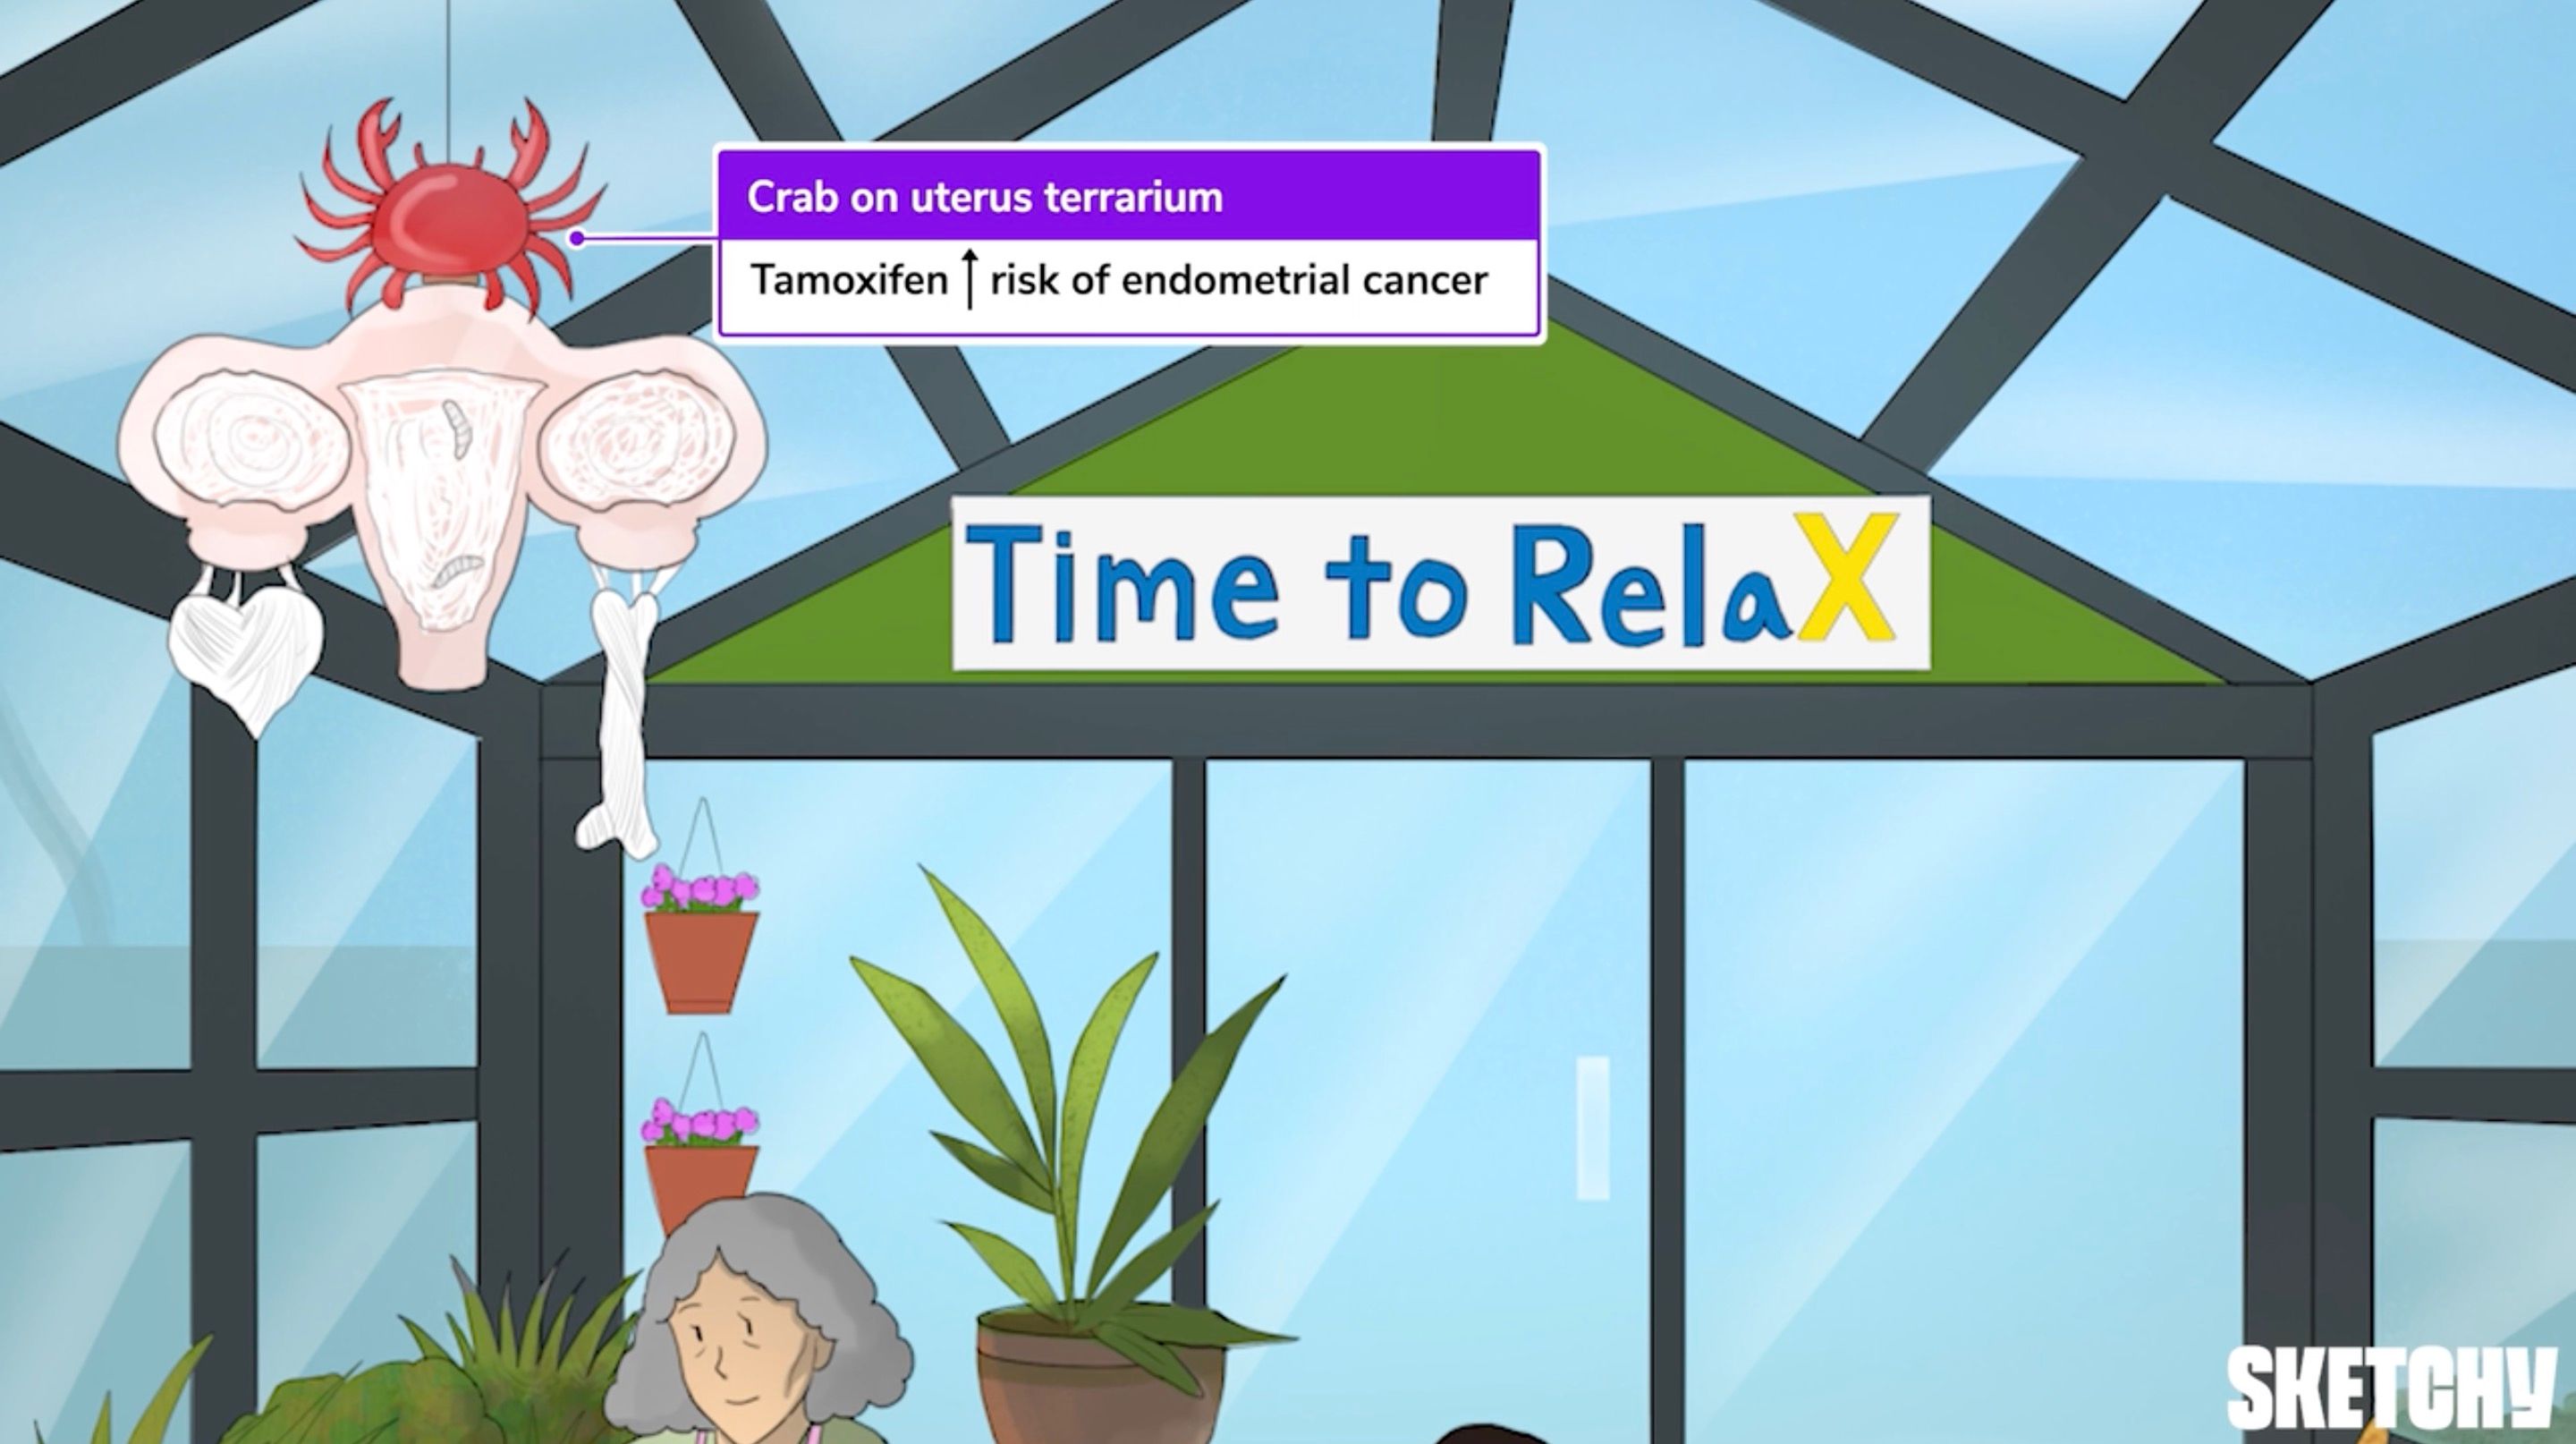 Crab on uterus terrarium
Tamoxifen ↑ risk of endometrial cancer
Time to RelaX
SKETCHY